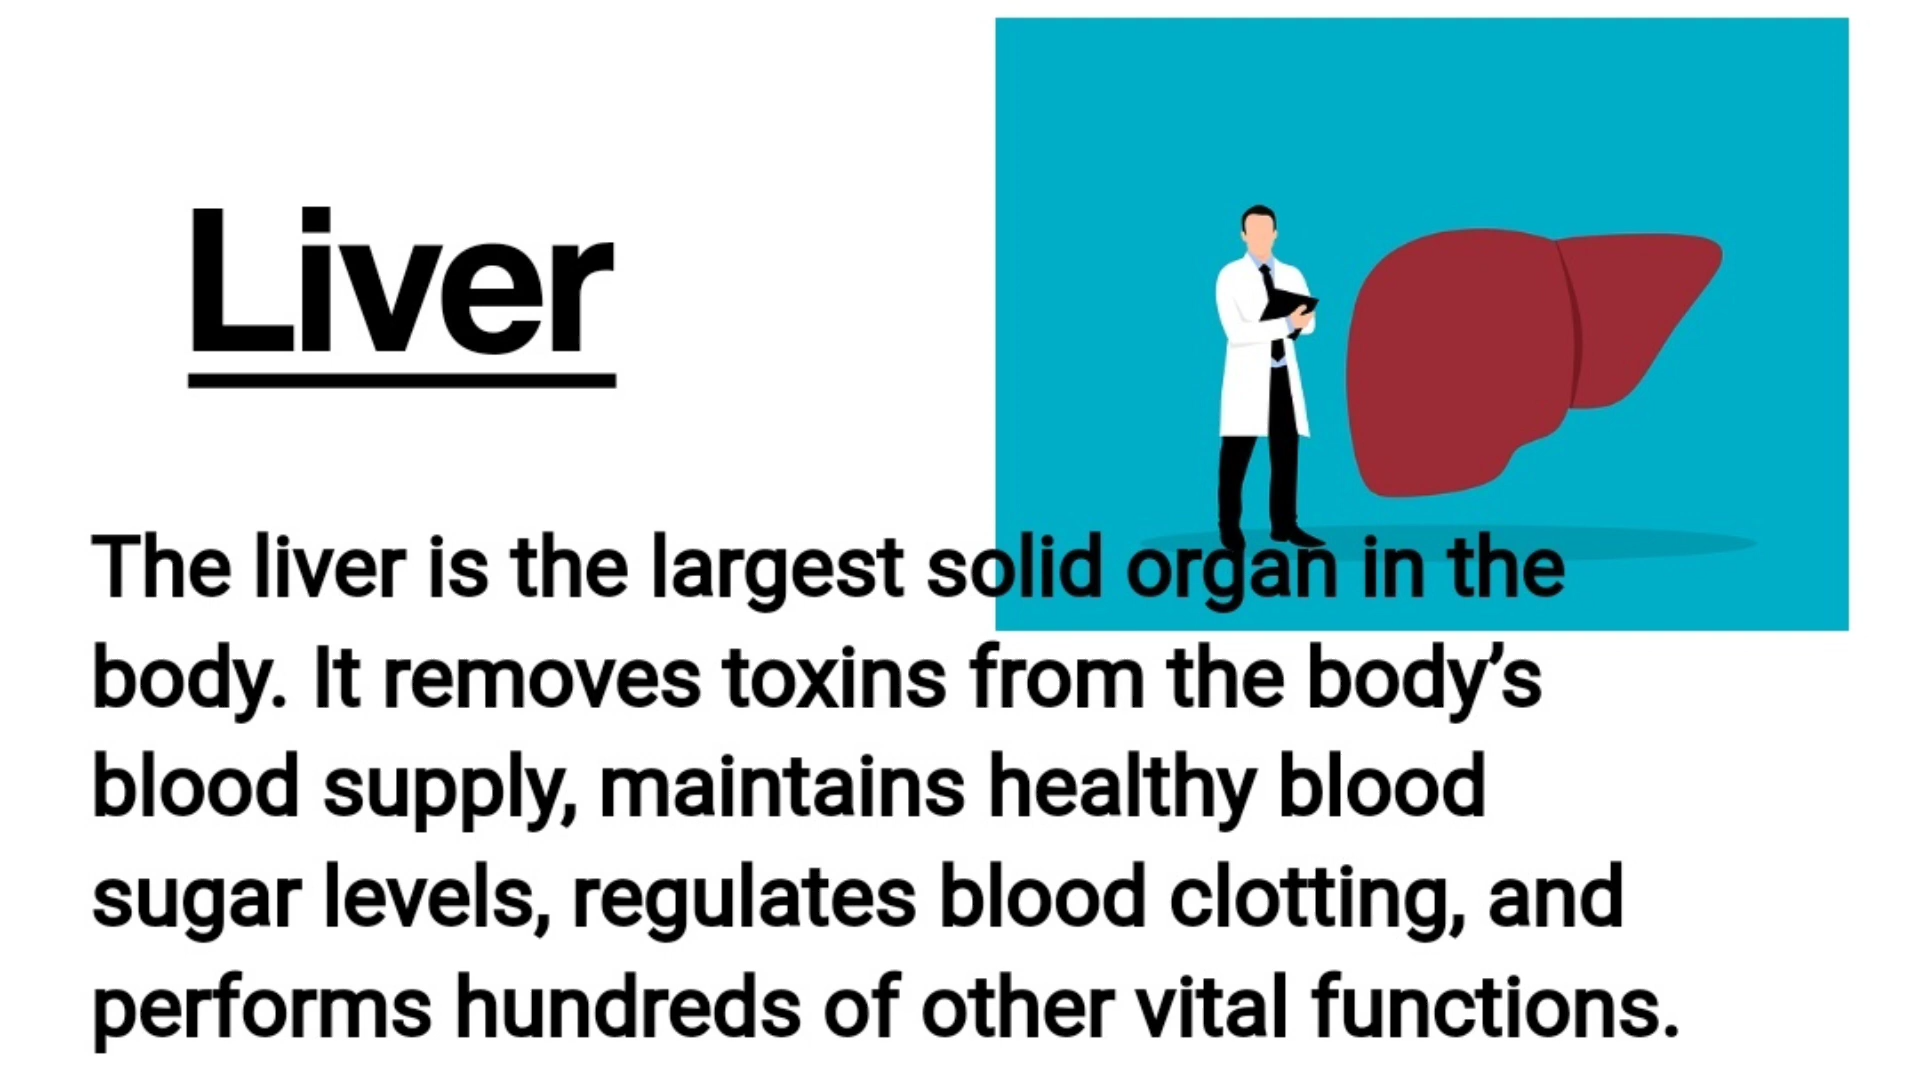 Liver
The liver is the largest solid organ in the
body. It removes toxins from the body’s
blood supply, maintains healthy blood
sugar levels, regulates blood clotting, and
performs hundreds of other vital functions.